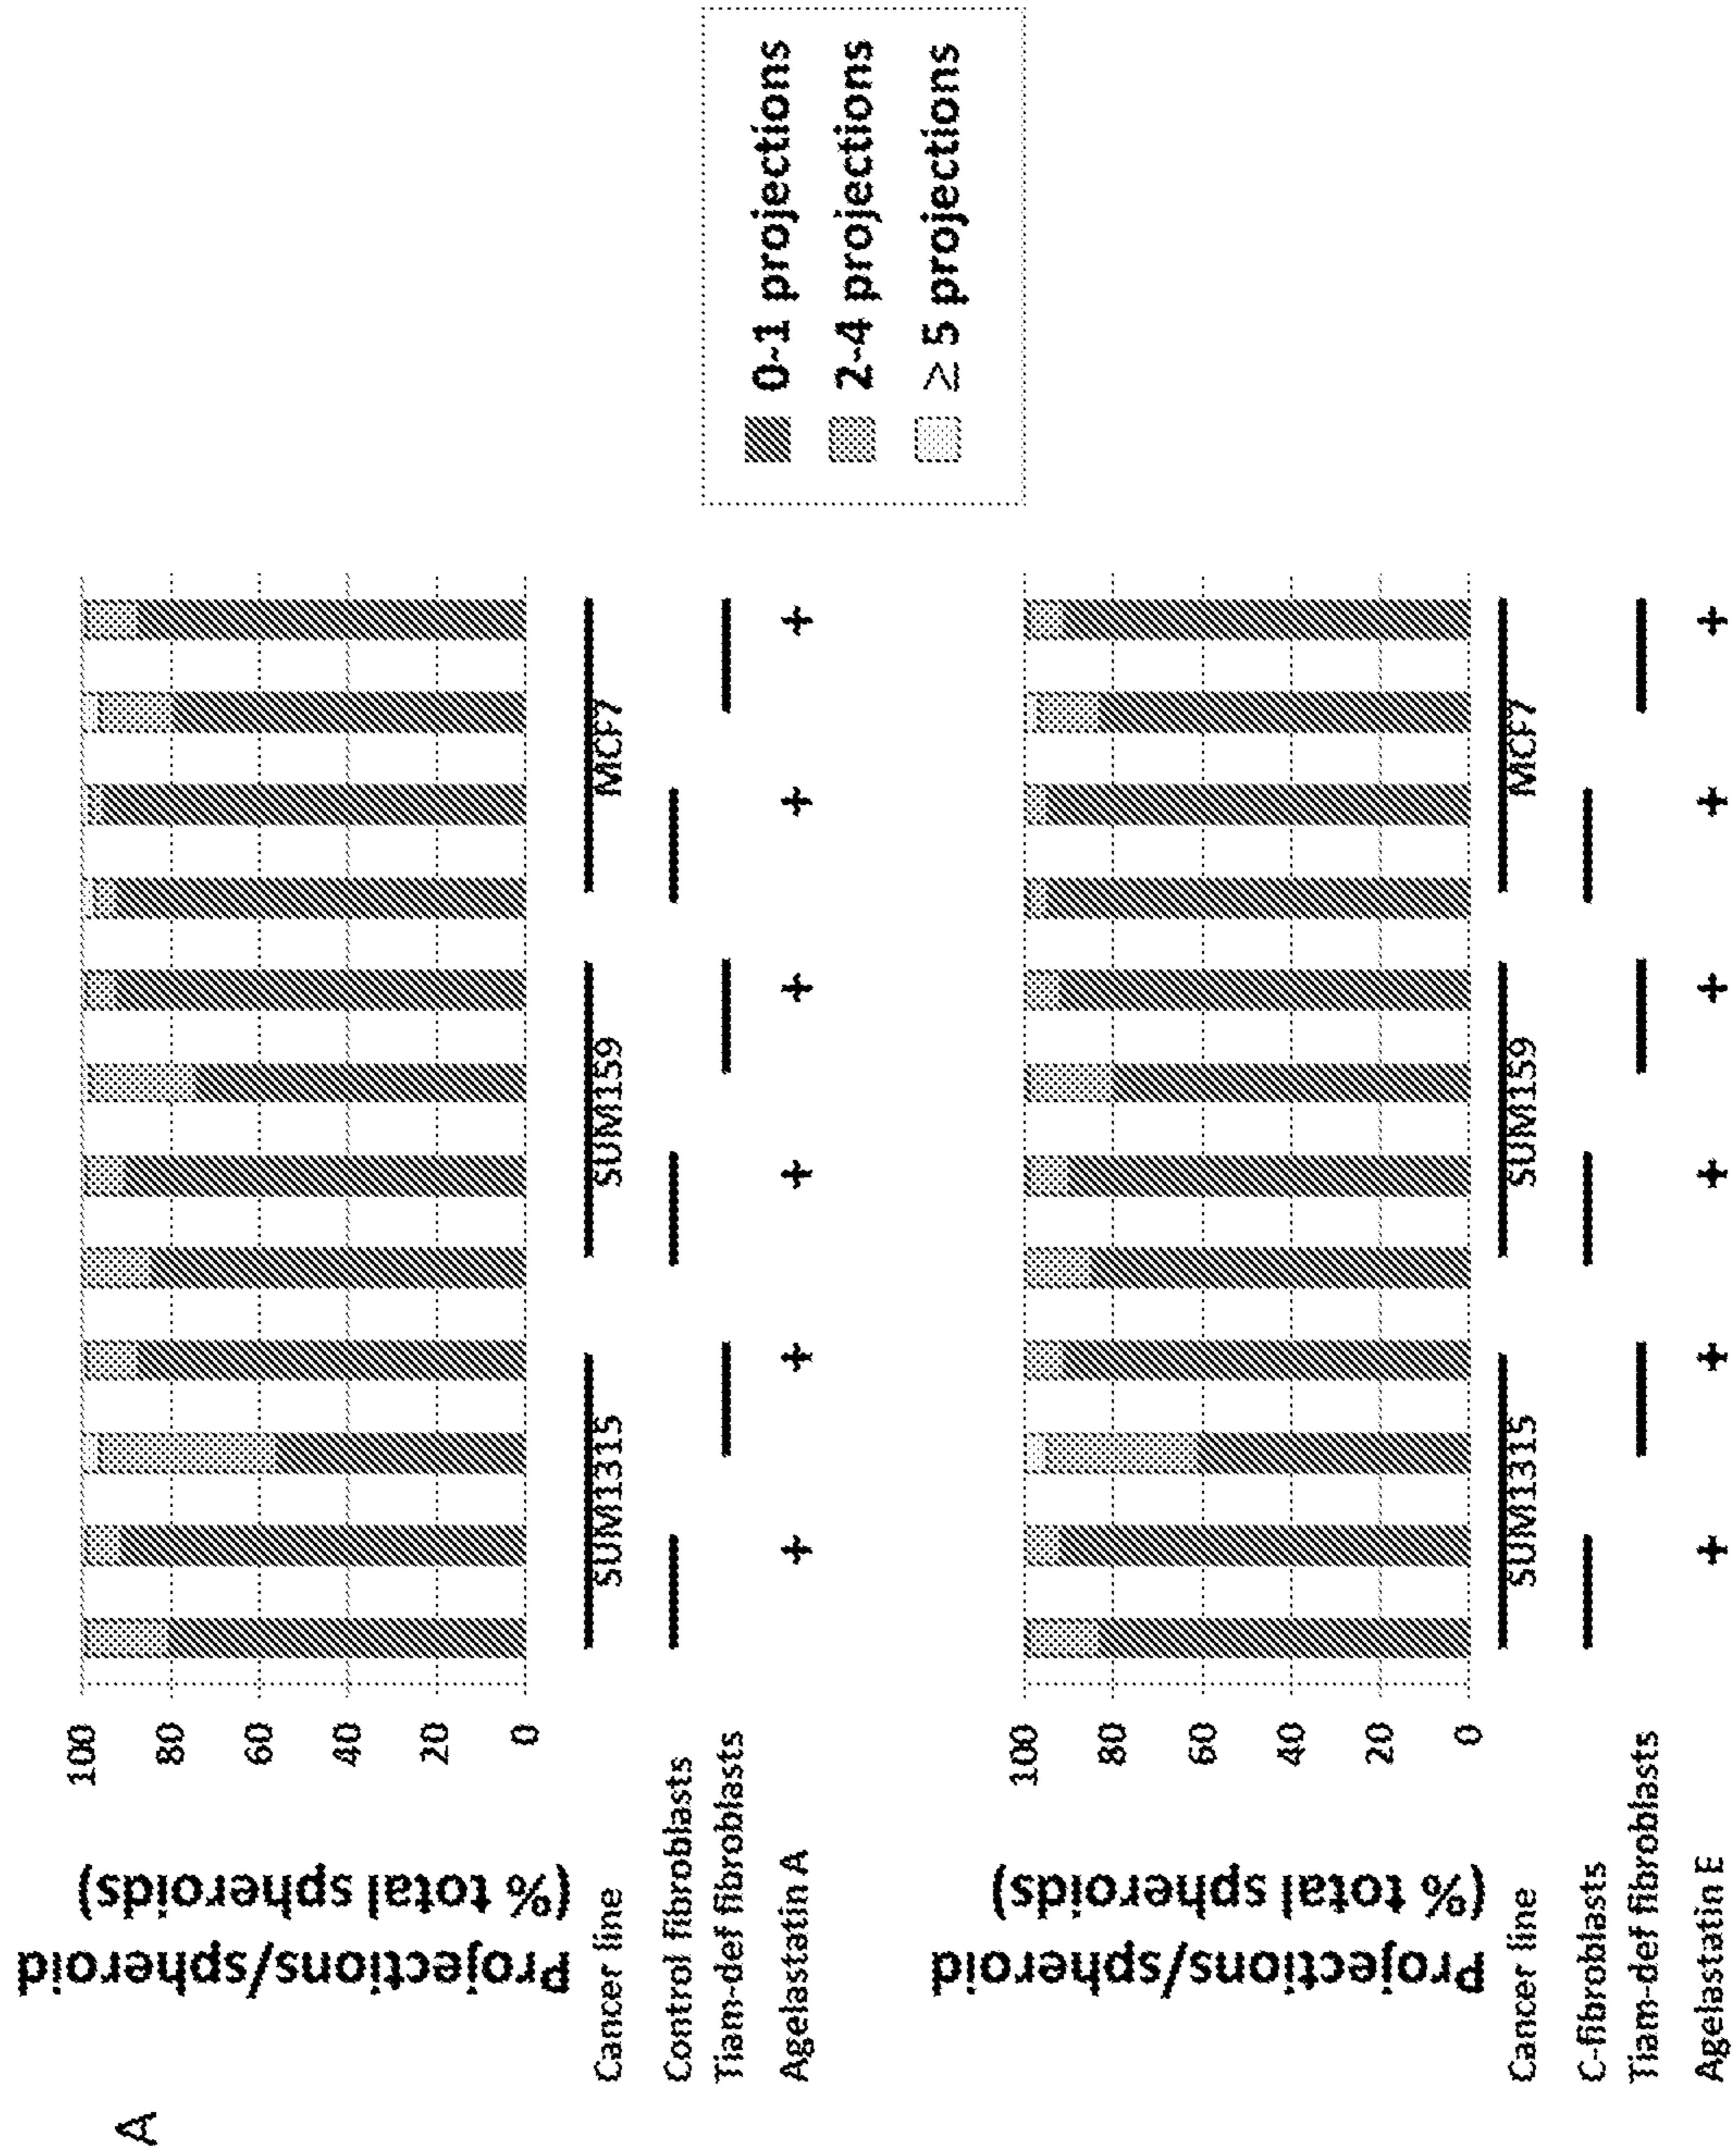 A
Projections/spheroid
(% total spheroids)
100
80
60
40
20
0
Cancer line
SUM1315
SUM159
MCF7
Control fibroblasts
Tiam-def fibroblasts
Agelastatin A
+ + + + + +
Projections/spheroid
(% total spheroids)
100
80
60
40
20
0
Cancer line
SUM1315
SUM159
MCF7
C-fibroblasts
Tiam-def fibroblasts
Agelastatin E
+ + + + + +
0-1 projections
2-4 projections
≥ 5 projections